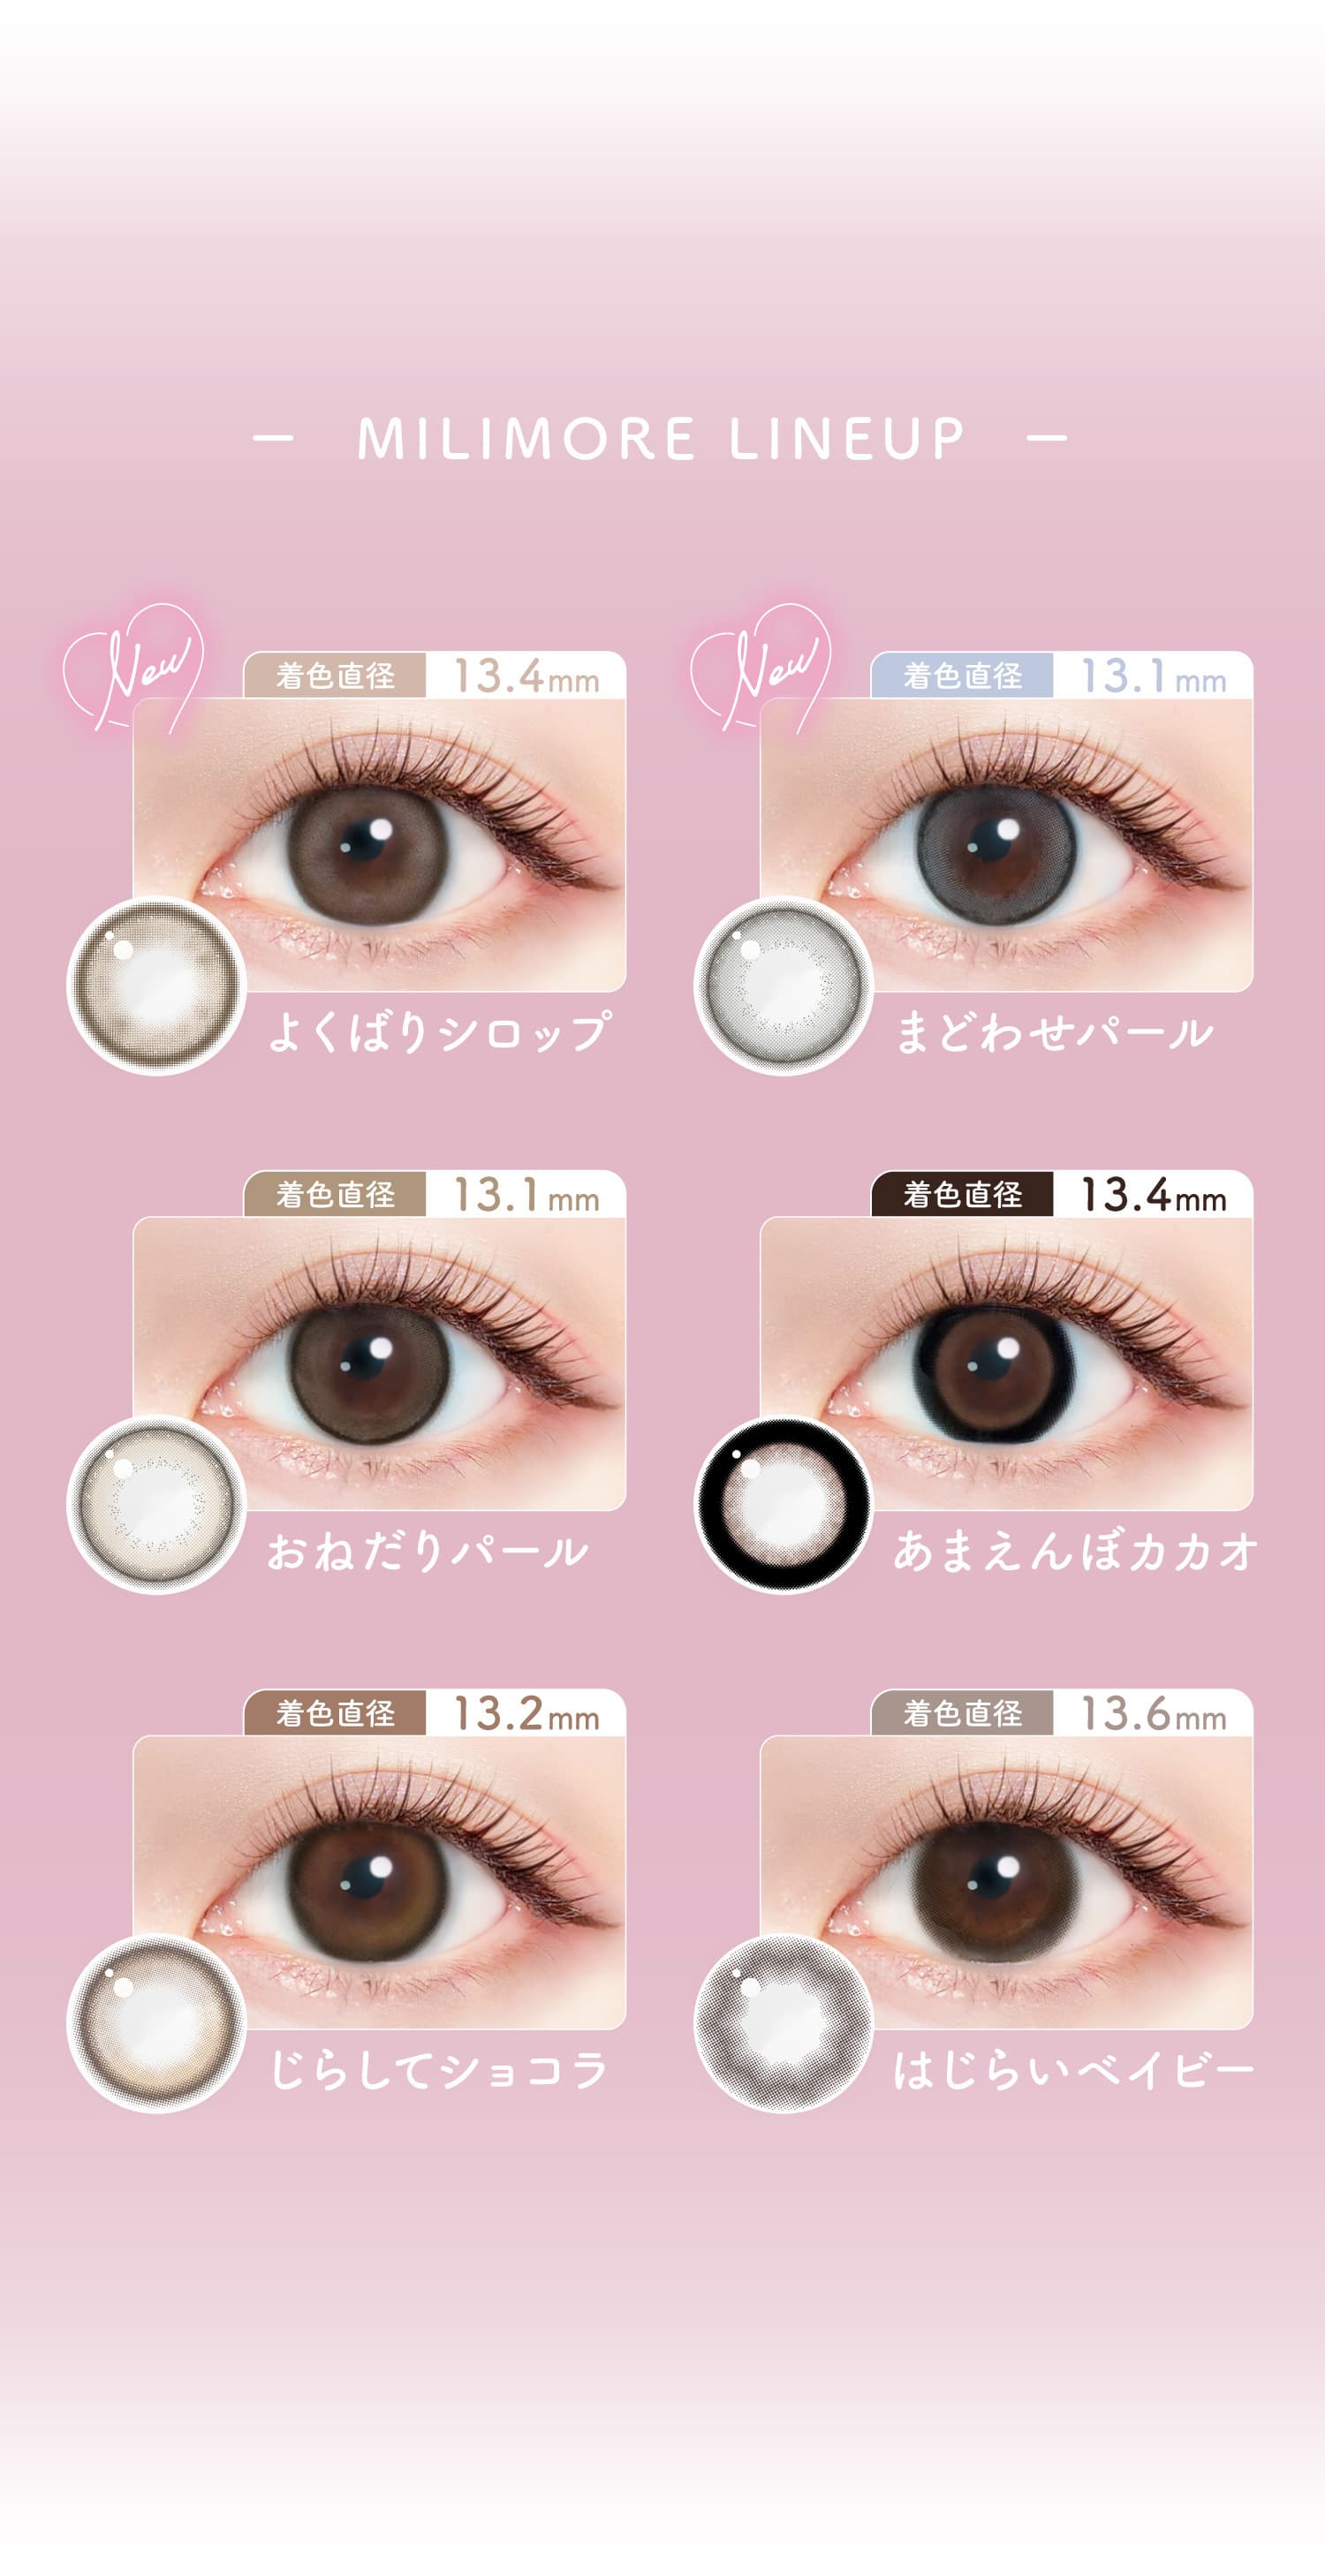 – MILIMORE LINEUP –
New
着色直径 13.4mm
よくばりシロップ
New
着色直径 13.1mm
まどわせパール
着色直径 13.1mm
おねだりパール
着色直径 13.4mm
あまえんぼカカオ
着色直径 13.2mm
じらしてショコラ
着色直径 13.6mm
はじらいベイビー